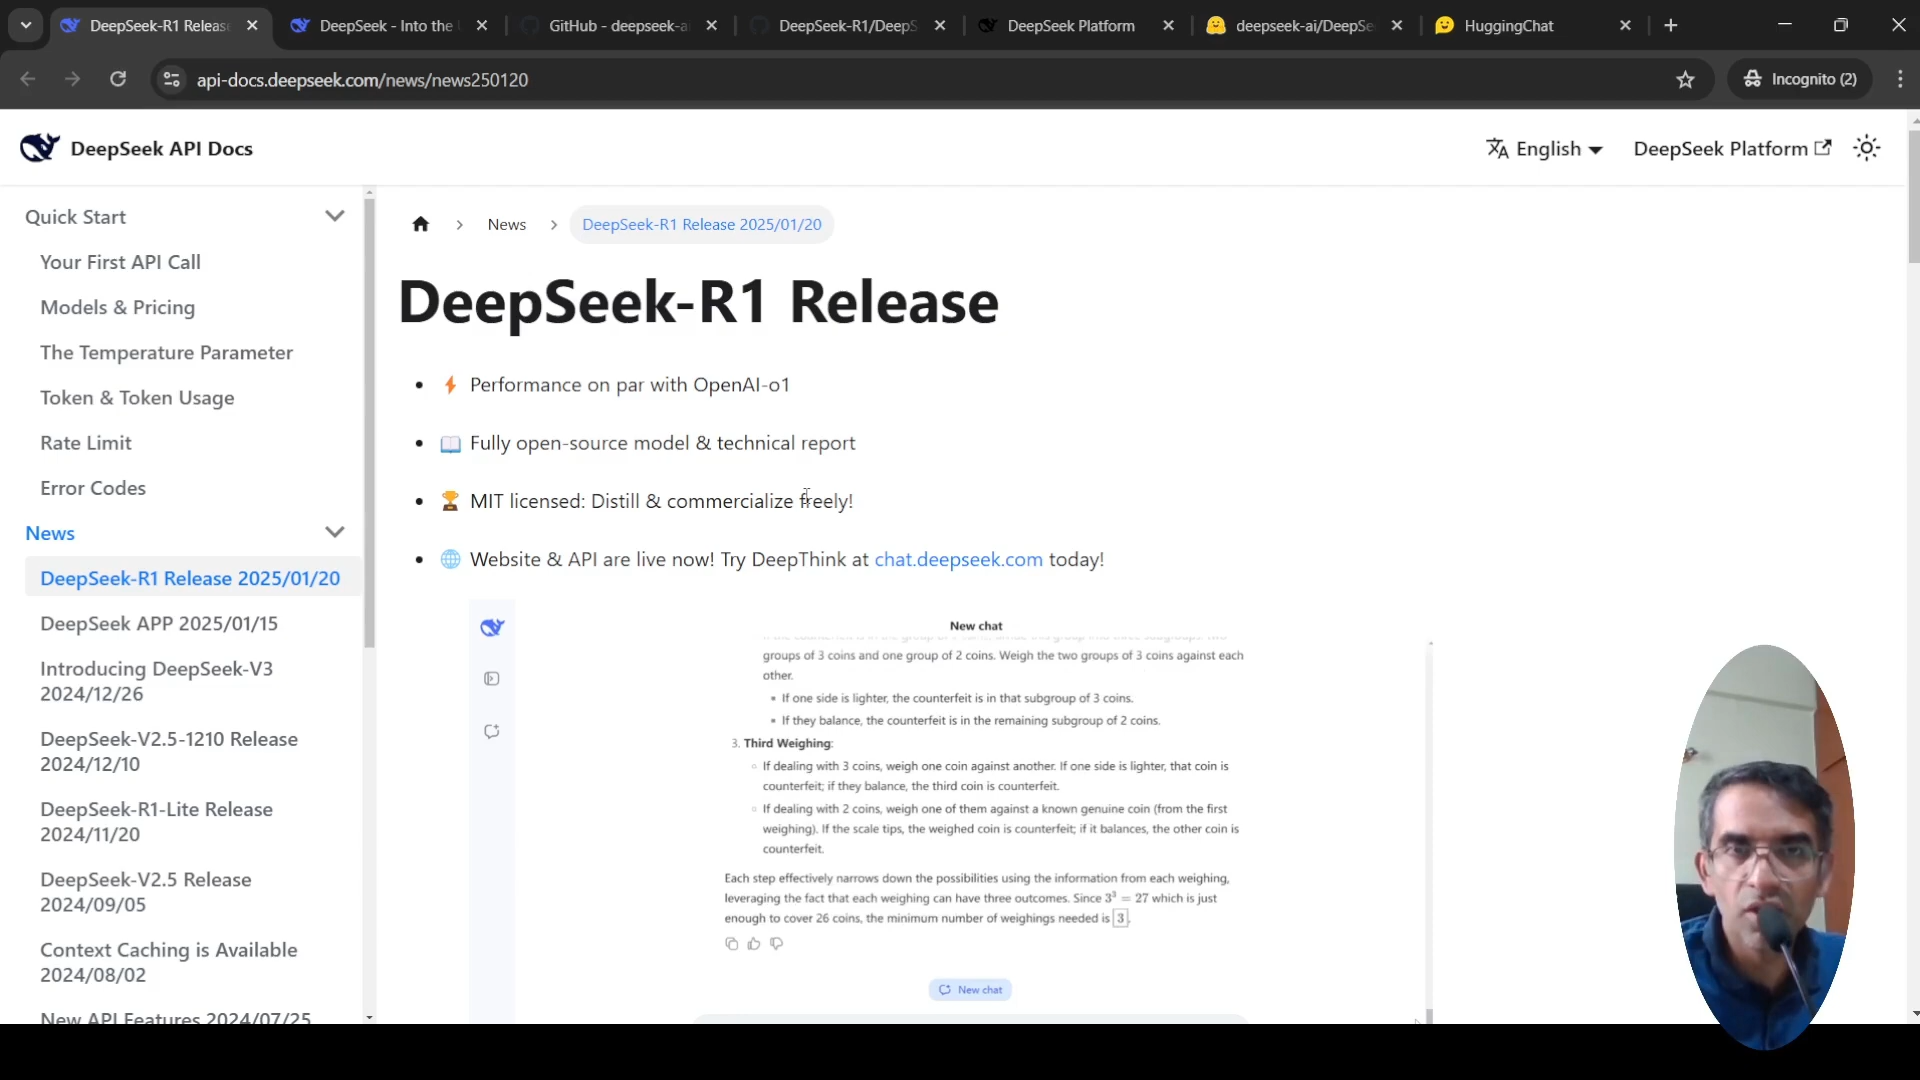 DeepSeek-R1 Releas
DeepSeek - Into the
GitHub - deepseek-a
DeepSeek-R1/DeepS
DeepSeek Platform
deepseek-ai/DeepSe
HuggingChat
api-docs.deepseek.com/news/news250120
Incognito (2)
DeepSeek API Docs
English
DeepSeek Platform
Quick Start
Your First API Call
Models & Pricing
The Temperature Parameter
Token & Token Usage
Rate Limit
Error Codes
News
DeepSeek-R1 Release 2025/01/20
DeepSeek APP 2025/01/15
Introducing DeepSeek-V3
2024/12/26
DeepSeek-V2.5-1210 Release
2024/12/10
DeepSeek-R1-Lite Release
2024/11/20
DeepSeek-V2.5 Release
2024/09/05
Context Caching is Available
2024/08/02
New API Features 2024/07/25
News
DeepSeek-R1 Release 2025/01/20
DeepSeek-R1 Release
⚡ Performance on par with OpenAI-o1
📖 Fully open-source model & technical report
🏆 MIT licensed: Distill & commercialize freely!
🌐 Website & API are live now! Try DeepThink at chat.deepseek.com today!
New chat
groups of 3 coins and one group of 2 coins. Weigh the two groups of 3 coins against each
other.
If one side is lighter, the counterfeit is in that subgroup of 3 coins.
If they balance, the counterfeit is in the remaining subgroup of 2 coins.
3. Third Weighing:
If dealing with 3 coins, weigh one coin against another. If one side is lighter, that coin is
counterfeit; if they balance, the third coin is counterfeit.
If dealing with 2 coins, weigh one of them against a known genuine coin (from the first
weighing). If the scale tips, the weighed coin is counterfeit; if it balances, the other coin is
counterfeit.
Each step effectively narrows down the possibilities using the information from each weighing,
leveraging the fact that each weighing can have three outcomes. Since 3³ = 27 which is just
enough to cover 26 coins, the minimum number of weighings needed is 3.
New chat